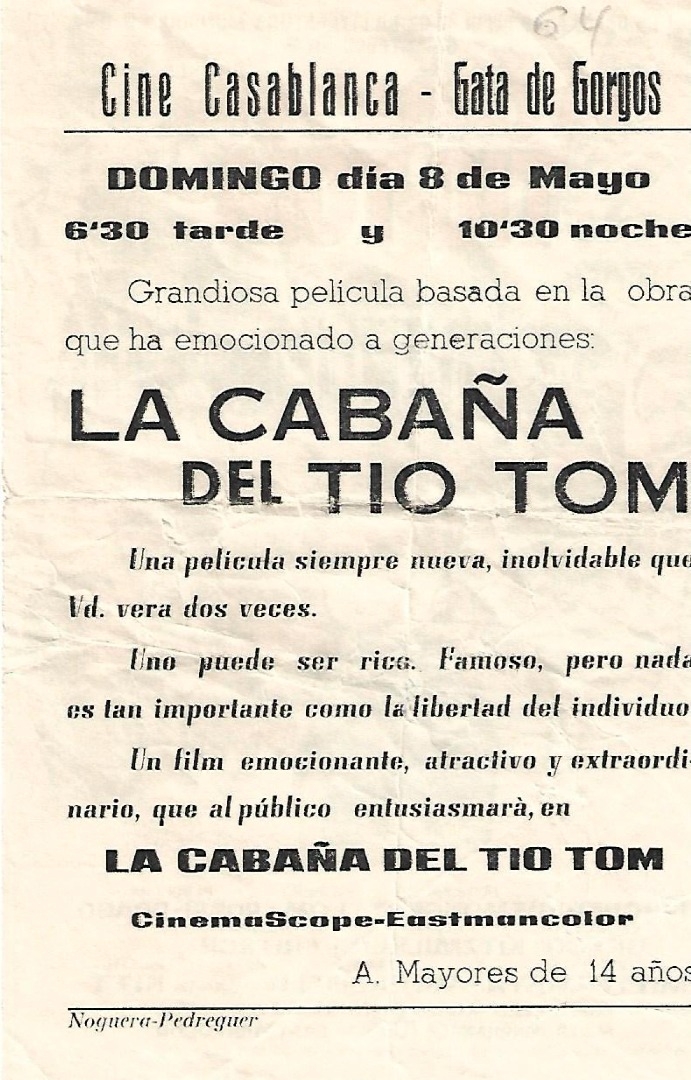 64
Cine Casablanca - Gata de Gorgos
DOMINGO día 8 de Mayo
6'30 tarde y 10'30 noche
Grandiosa película basada en la obra
que ha emocionado a generaciones:
LA CABAÑA
DEL TIO TOM
Una película siempre nueva, inolvidable que
Vd. vera dos veces.
Uno puede ser rico. Famoso, pero nada
es tan importante como la libertad del individuo
Un film emocionante, atractivo y extraordi-
nario, que al público entusiasmarà, en
LA CABAÑA DEL TIO TOM
CinemaScope-Eastmancolor
A. Mayores de 14 años
Noguera-Pedreguer